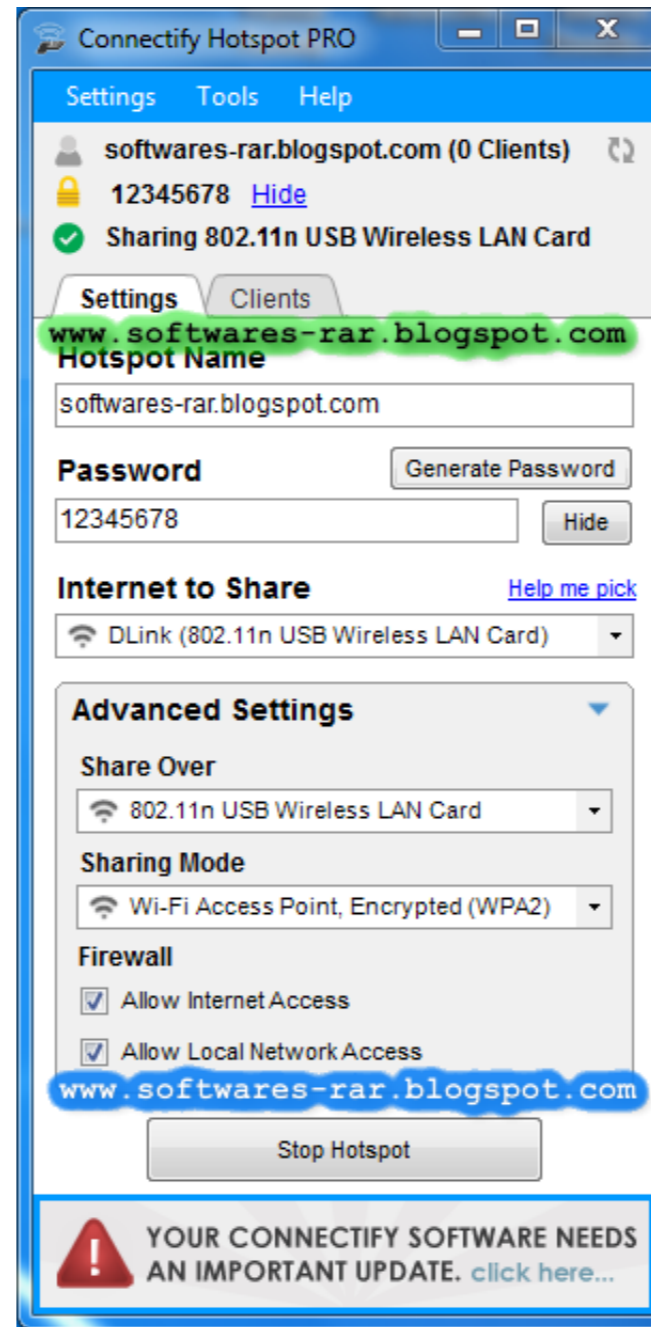 Connectify Hotspot PRO
Settings Tools Help
softwares-rar.blogspot.com (0 Clients)
12345678 Hide
Sharing 802.11n USB Wireless LAN Card
Settings Clients
www.softwares-rar.blogspot.com
Hotspot Name
softwares-rar.blogspot.com
Password Generate Password
12345678 Hide
Internet to Share Help me pick
DLink (802.11n USB Wireless LAN Card)
Advanced Settings
Share Over
802.11n USB Wireless LAN Card
Sharing Mode
Wi-Fi Access Point, Encrypted (WPA2)
Firewall
Allow Internet Access
Allow Local Network Access
www.softwares-rar.blogspot.com
Stop Hotspot
YOUR CONNECTIFY SOFTWARE NEEDS
AN IMPORTANT UPDATE. click here...